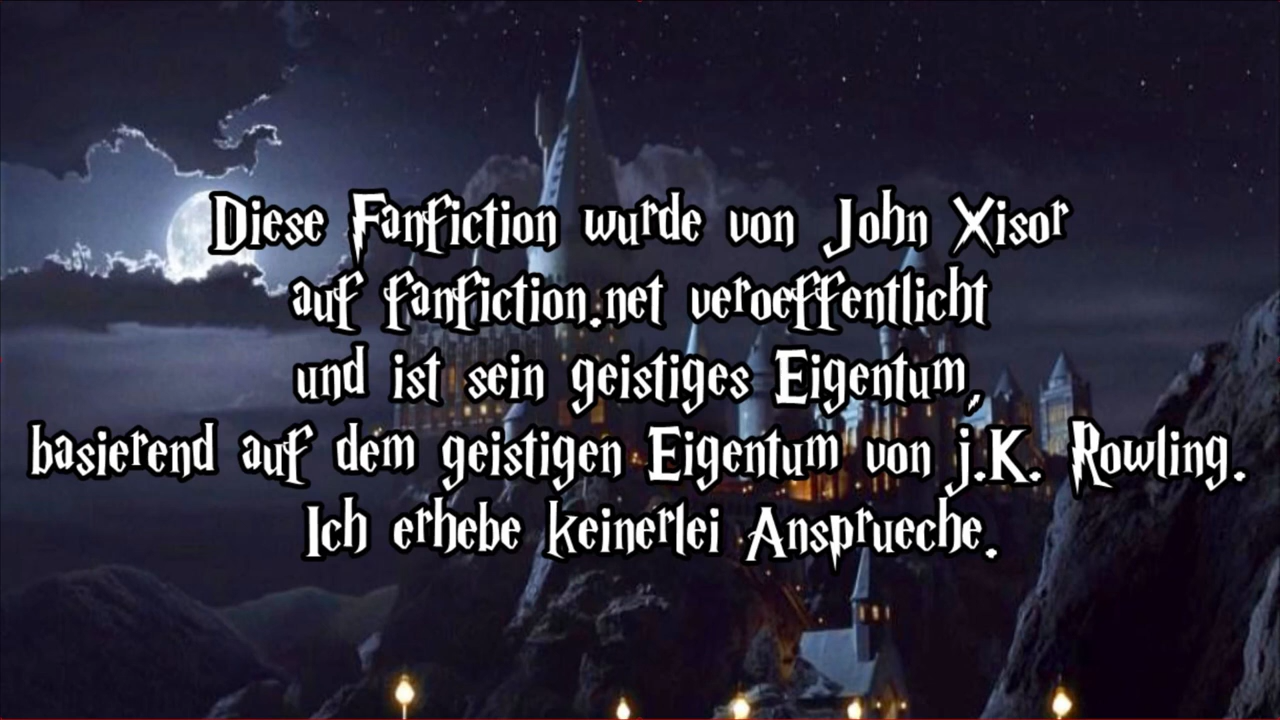 Diese Fanfiction wurde von John Xisor
auf fanfiction.net veroeffentlicht
und ist sein geistiges Eigentum,
basierend auf dem geistigen Eigentum von j.K. Rowling.
Ich erhebe keinerlei Ansprueche.